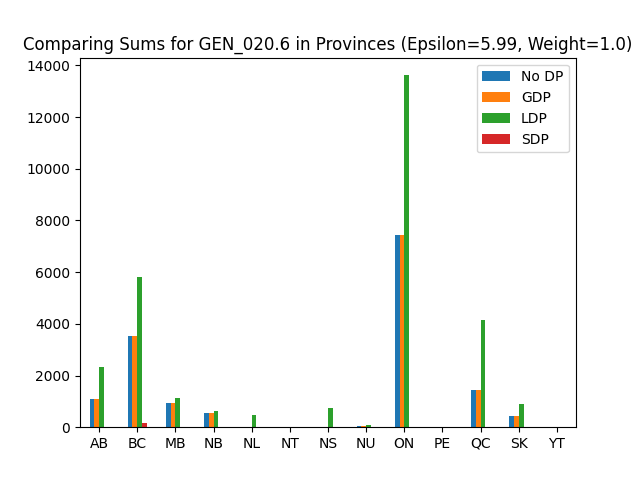 Comparing Sums for GEN_020.6 in Provinces (Epsilon=5.99, Weight=1.0)
14000
12000
10000
8000
6000
4000
2000
0
No DP
GDP
LDP
SDP
AB BC MB NB NL NT NS NU ON PE QC SK YT